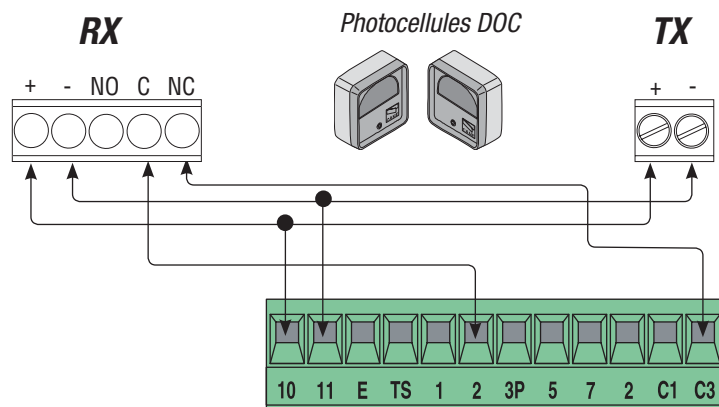 RX Photocellules DOC TX
+ - NO C NC + -
10 11 E TS 1 2 3P 5 7 2 C1 C3